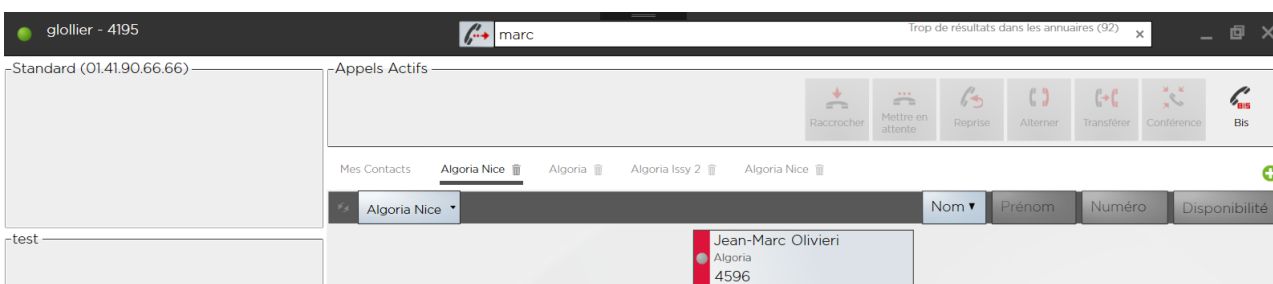 glollier - 4195
marc
Trop de résultats dans les annuaires (92)
Standard (01.41.90.66.66)
Appels Actifs
Raccrocher
Mettre en
attente
Reprise
Alterner
Transférer
Conférence
BIS
Bis
Mes Contacts
Algoria Nice
Algoria
Algoria Issy 2
Algoria Nice
Algoria Nice
Nom
Prénom
Numéro
Disponibilité
test
Jean-Marc Olivieri
Algoria
4596